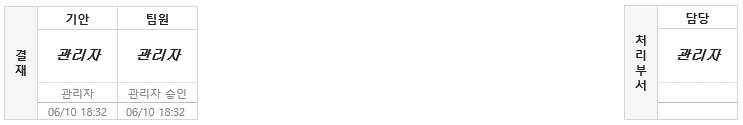 결재
기안 팀원
관리자 관리자
관리자 관리자 승인
06/10 18:32 06/10 18:32
처리부서
담당
관리자